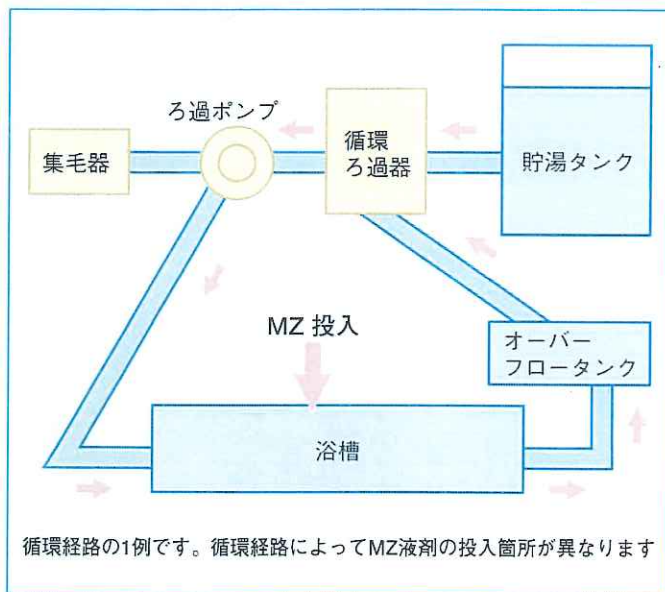 ろ過ポンプ
集毛器
循環
ろ過器
貯湯タンク
MZ 投入
オーバー
フロータンク
浴槽
循環経路の1例です。循環経路によってMZ液剤の投入箇所が異なります